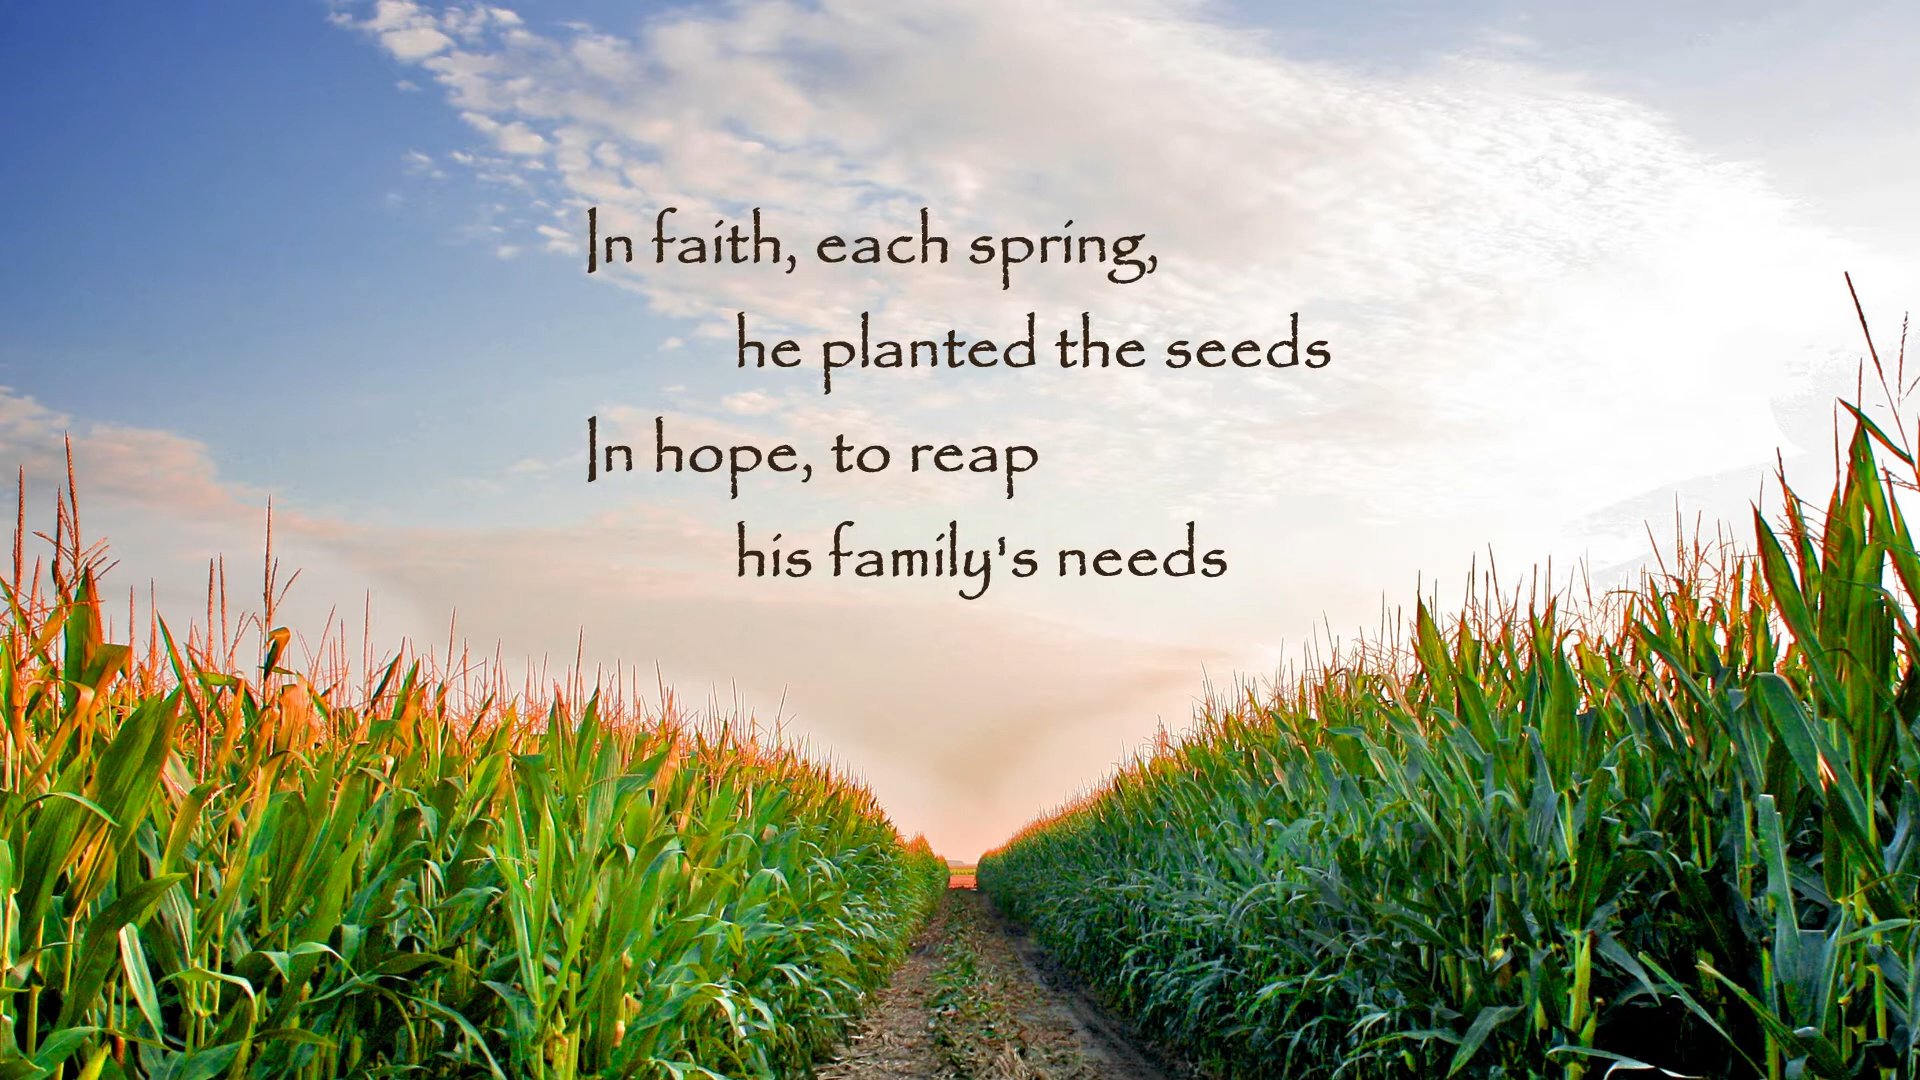 In faith, each spring,
he planted the seeds
In hope, to reap
his family's needs